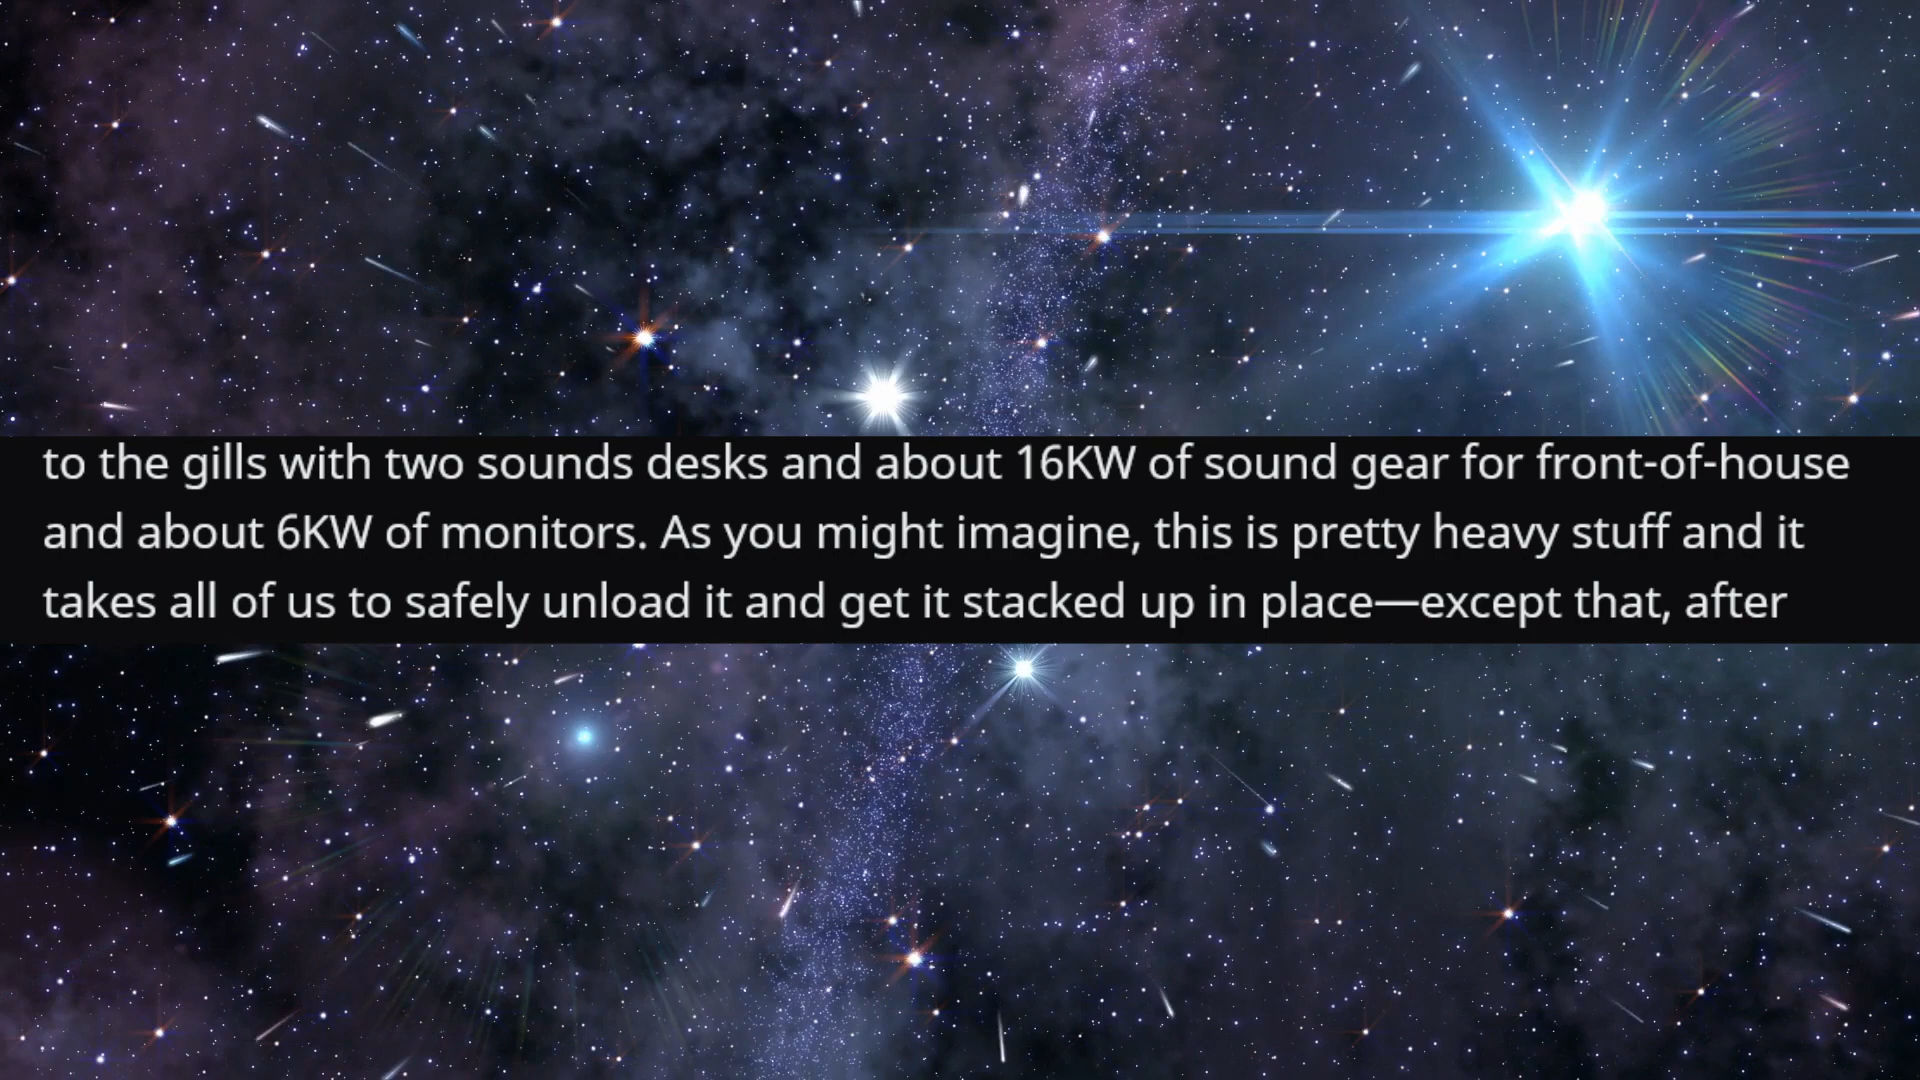 to the gills with two sounds desks and about 16KW of sound gear for front-of-house
and about 6KW of monitors. As you might imagine, this is pretty heavy stuff and it
takes all of us to safely unload it and get it stacked up in place—except that, after